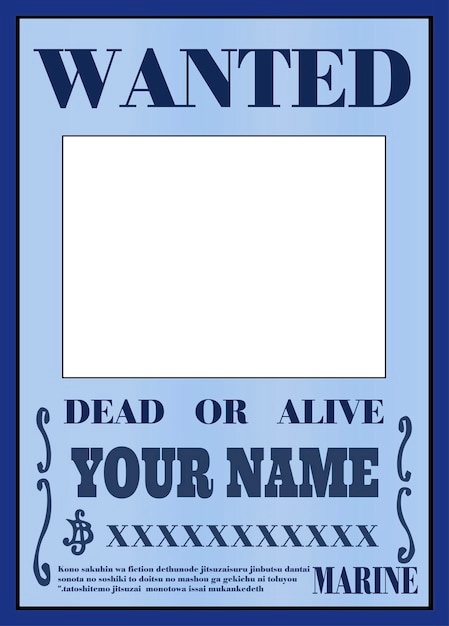 WANTED
DEAD OR ALIVE
YOUR NAME
XXXXXXXXXXXX
Kono sakuhin wa fiction dethunode jitsuzaisuru jinbutsu dantai
sonota no soshiki to doitsu no mashou ga gekichu ni toluyou
".tatoshitemo jitsuzai monotowa issai mukankedeth
MARINE